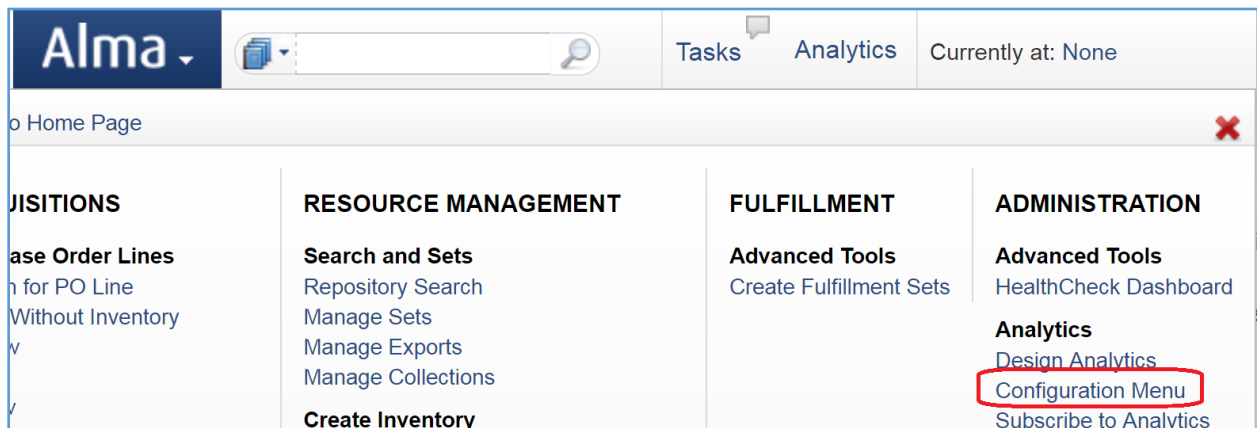 Alma
Tasks
Analytics
Currently at: None
o Home Page
UISITIONS
ase Order Lines
n for PO Line
Without Inventory
w
y
RESOURCE MANAGEMENT
Search and Sets
Repository Search
Manage Sets
Manage Exports
Manage Collections
Create Inventory
FULFILLMENT
Advanced Tools
Create Fulfillment Sets
ADMINISTRATION
Advanced Tools
HealthCheck Dashboard
Analytics
Design Analytics
Configuration Menu
Subscribe to Analytics